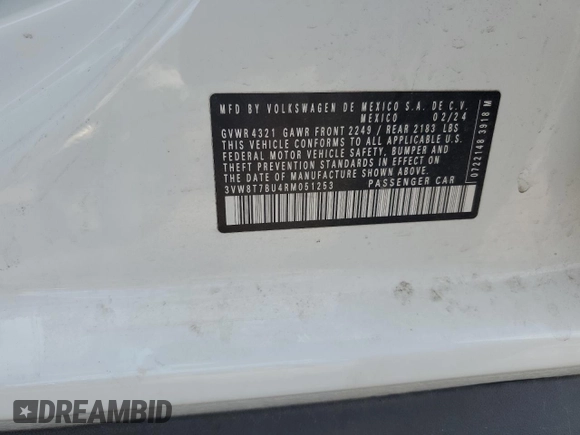 MFD BY VOLKSWAGEN DE MEXICO S.A. DE C.V.
MEXICO 02/24
GVWR 4321 GAWR FRONT 2249 / REAR 2183 LBS
THIS VEHICLE CONFORMS TO ALL APPLICABLE U.S.
FEDERAL MOTOR VEHICLE SAFETY, BUMPER AND
THEFT PREVENTION STANDARDS IN EFFECT ON
THE DATE OF MANUFACTURE SHOWN ABOVE.
3VW8T7BU4RM051253 PASSENGER CAR
0722148 3918 M
DREAMBID